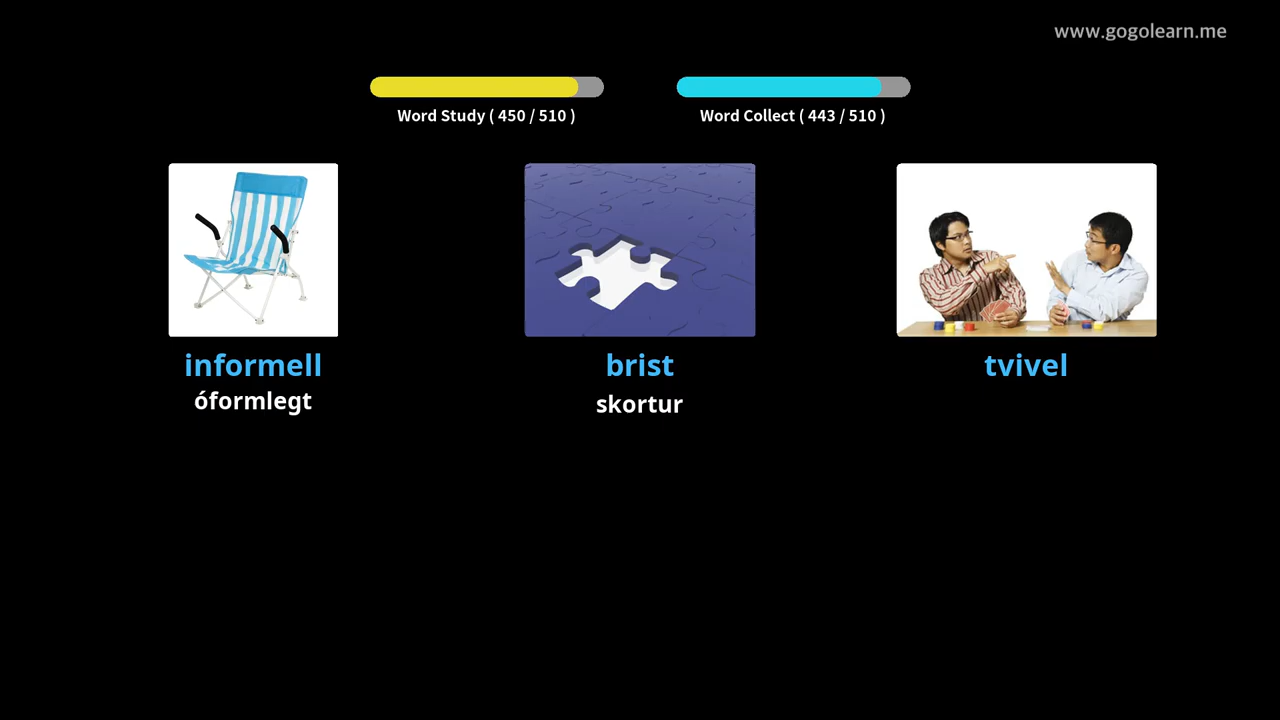 www.gogolearn.me
Word Study ( 450 / 510 )
Word Collect ( 443 / 510 )
informell
óformlegt
brist
skortur
tvivel